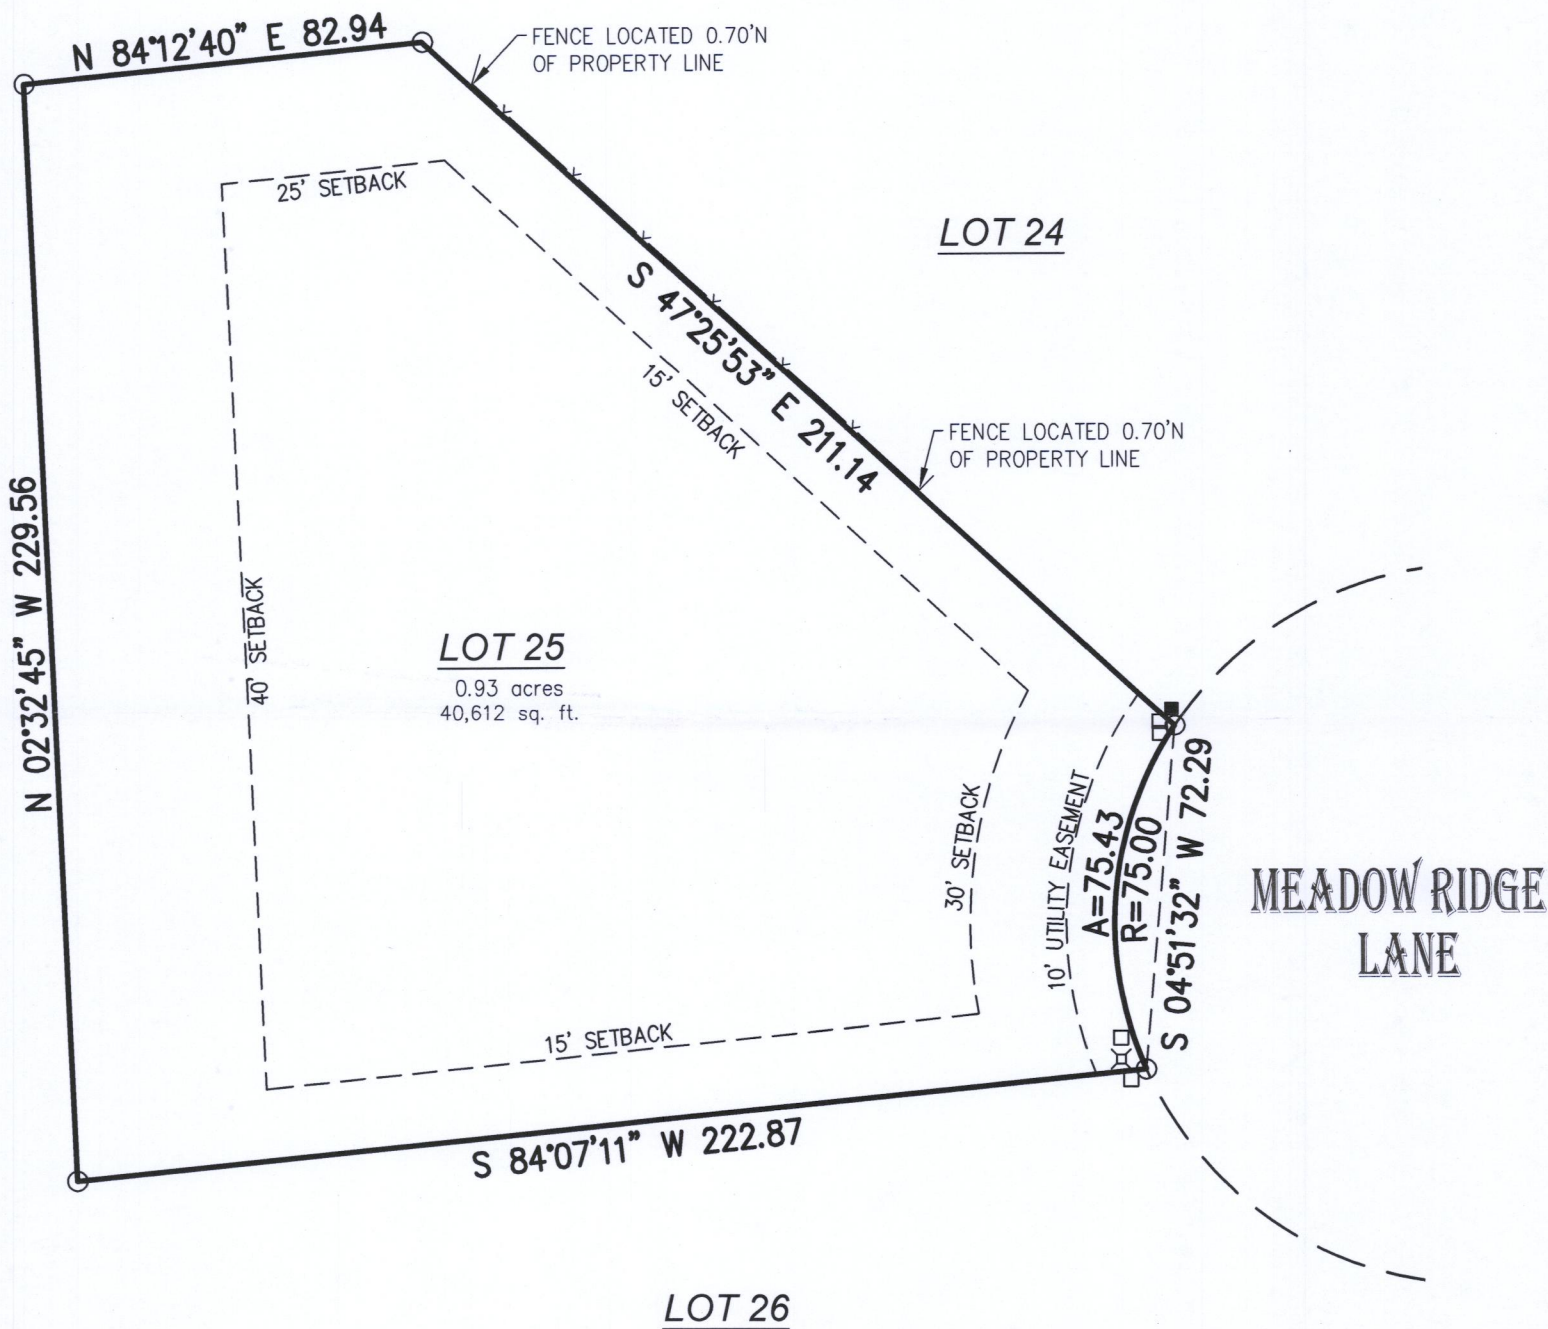 N 84°12'40" E 82.94
FENCE LOCATED 0.70'N
OF PROPERTY LINE
25' SETBACK
LOT 24
S 47°25'53" E 211.14
15' SETBACK
FENCE LOCATED 0.70'N
OF PROPERTY LINE
N 02°32'45" W 229.56
40' SETBACK
LOT 25
0.93 acres
40,612 sq. ft.
30' SETBACK
10' UTILITY EASEMENT
A=75.43
R=75.00
S 04°51'32" W 72.29
MEADOW RIDGE
LANE
15' SETBACK
S 84°07'11" W 222.87
LOT 26